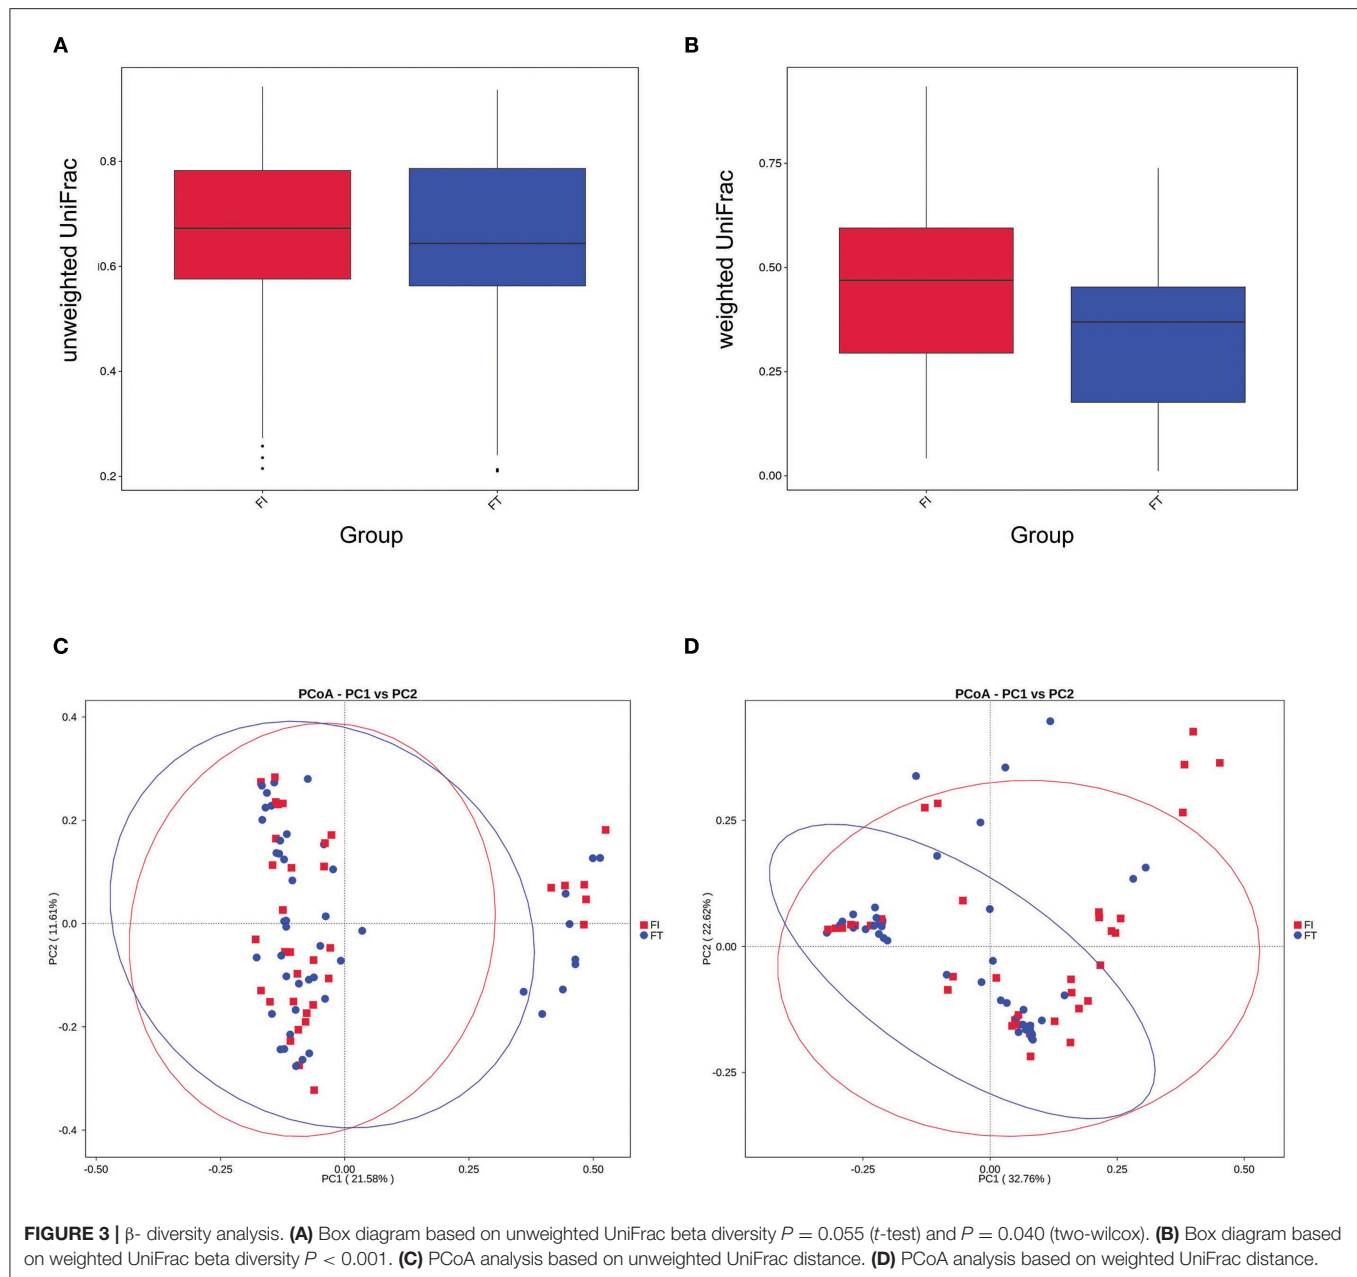 A
unweighted UniFrac
0.8
0.6
0.4
0.2
FI
FT
Group
B
weighted UniFrac
0.75
0.50
0.25
0.00
FI
FT
Group
C
PCoA - PC1 vs PC2
PC2 ( 11.61%)
0.4
0.2
0.0
-0.2
-0.4
-0.50
-0.25
0.00
0.25
0.50
PC1 ( 21.58%)
FI
FT
D
PCoA - PC1 vs PC2
PC2 ( 22.62%)
0.25
0.00
-0.25
-0.25
0.00
0.25
0.50
PC1 ( 32.76%)
FI
FT
FIGURE 3 | β- diversity analysis. (A) Box diagram based on unweighted UniFrac beta diversity P = 0.055 (t-test) and P = 0.040 (two-wilcox). (B) Box diagram based
on weighted UniFrac beta diversity P < 0.001. (C) PCoA analysis based on unweighted UniFrac distance. (D) PCoA analysis based on weighted UniFrac distance.